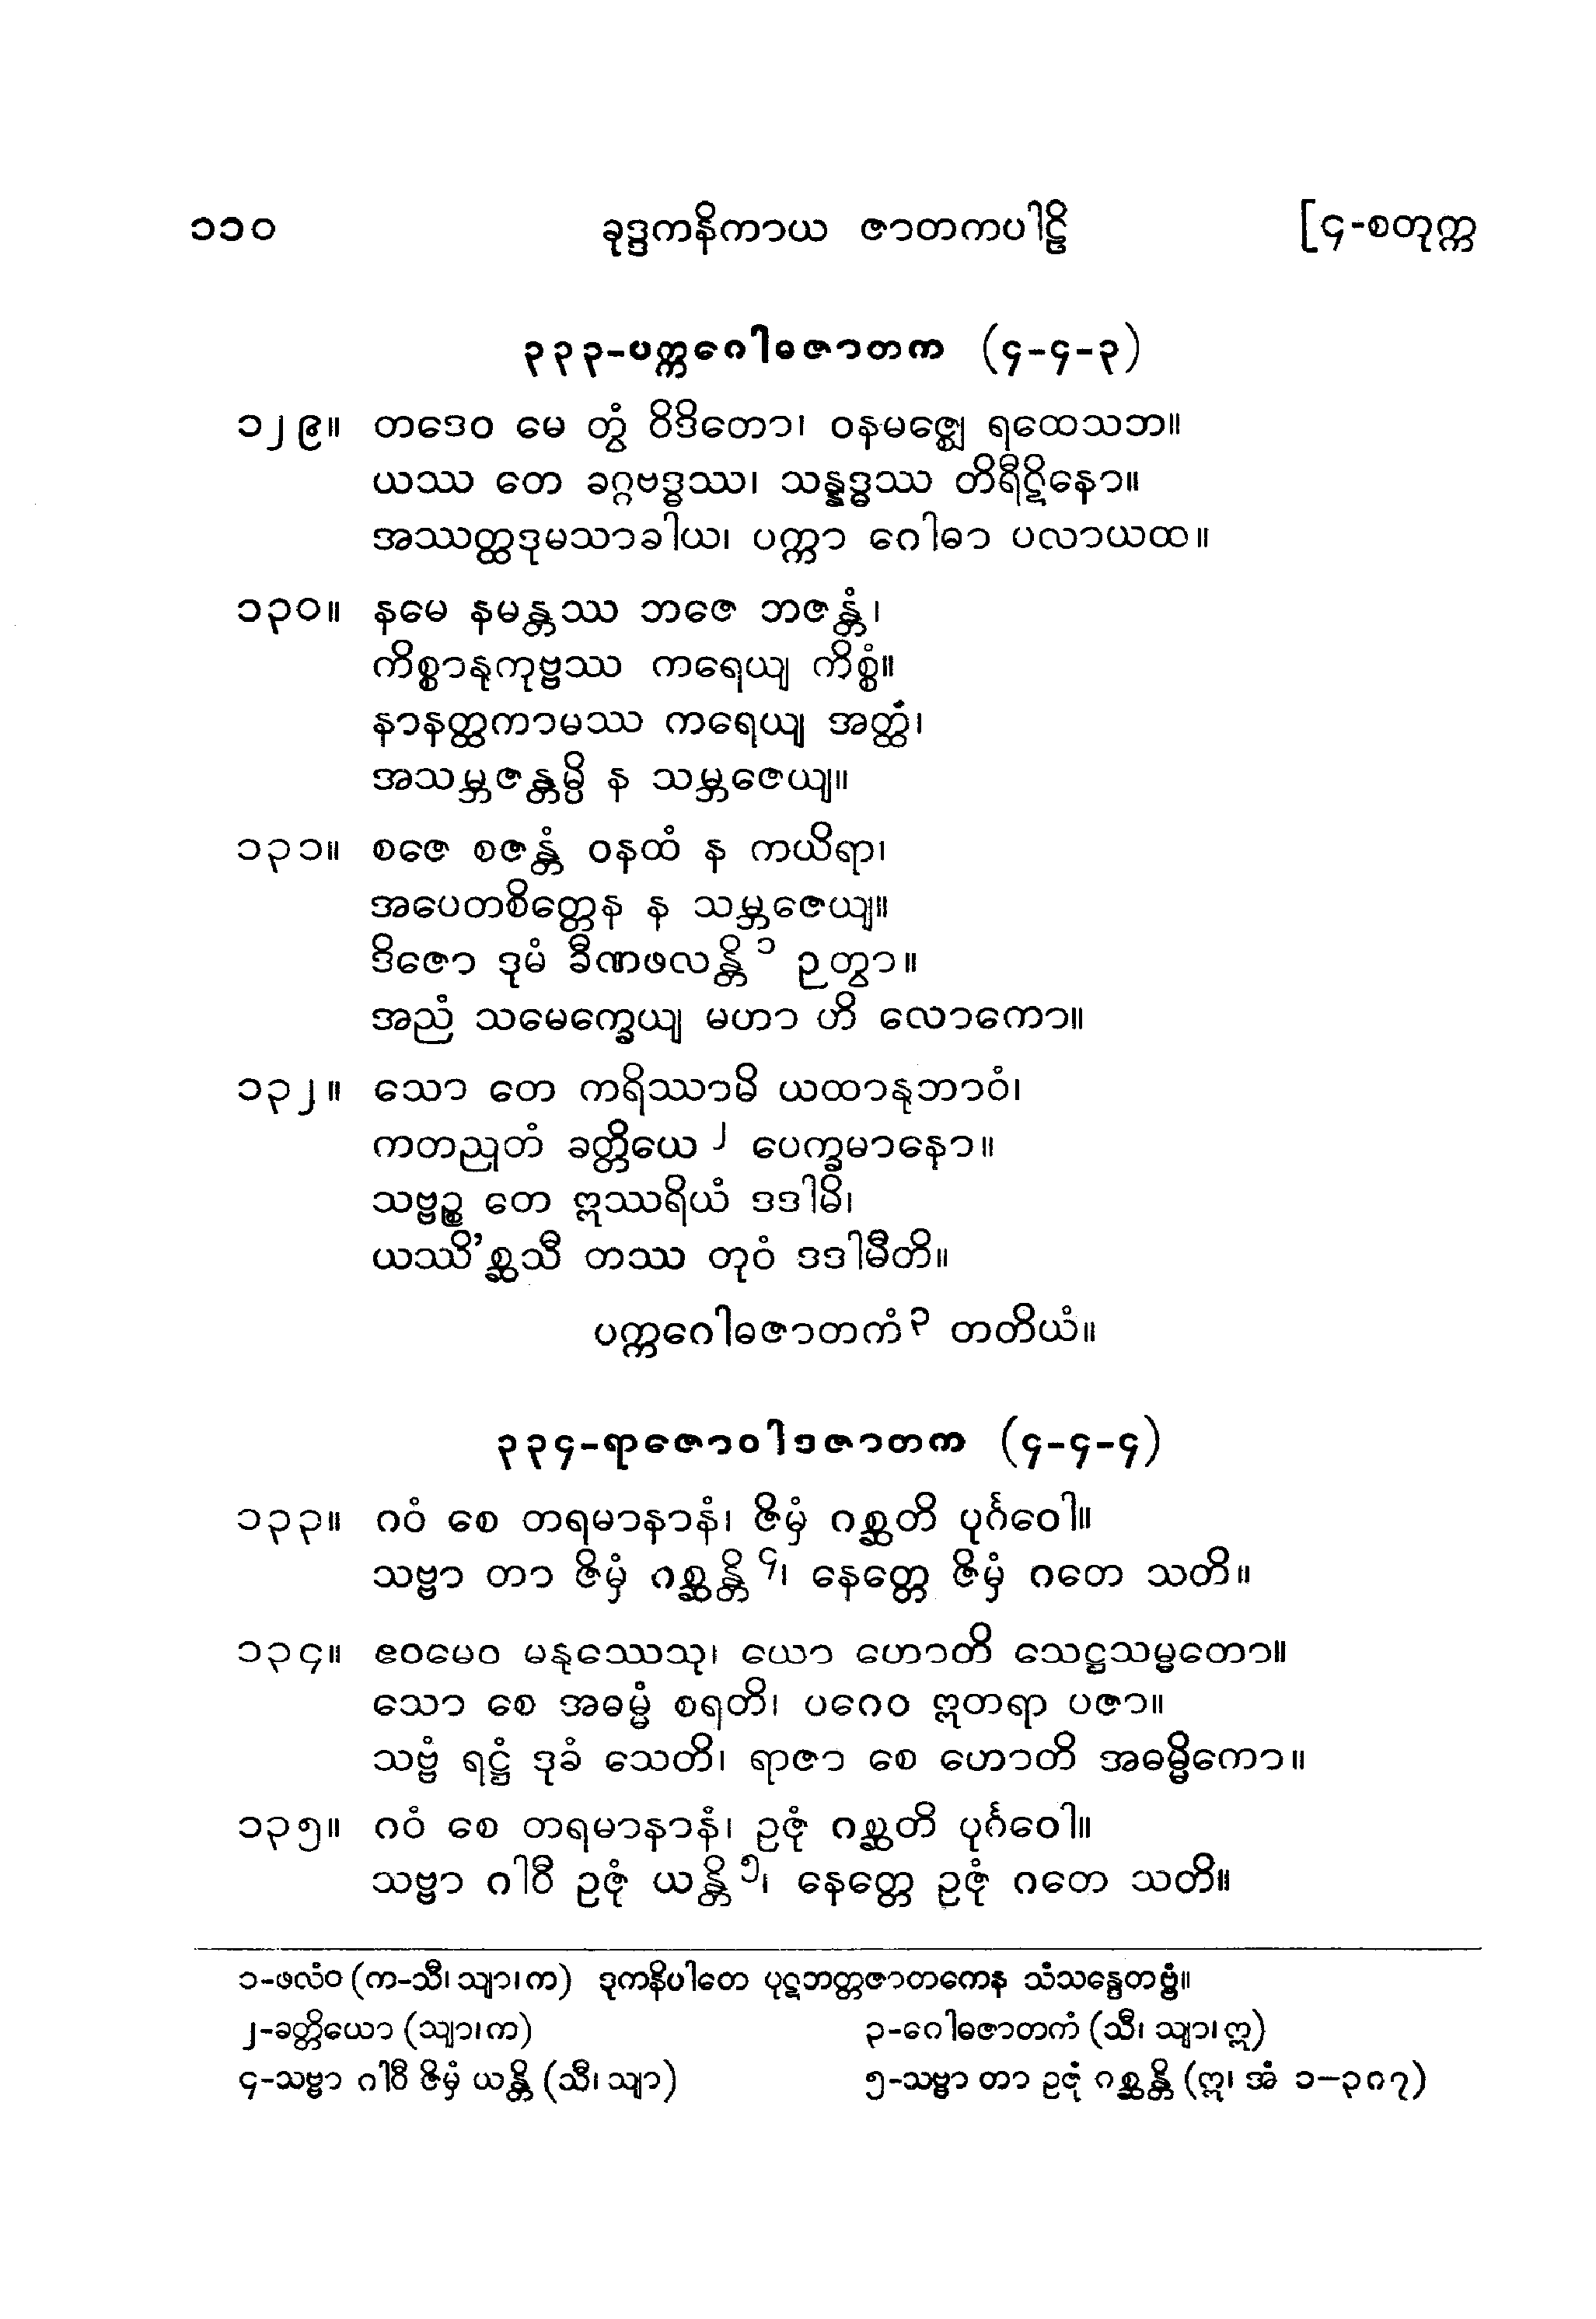 ၁၁၀ ခုဒ္ဒကနိကာယ ဇာတကပါဠိ [၄-စတုက္က
၃၃၃-ပက္ကဂေါဓဇာတက (၄-၄-၃)
၁၂၉။ တဒေဝ မေ တွံ ဝိဒိတော၊ ဝနမဇ္ဈေ ရထေသဘ။
ယဿ တေ ခဂ္ဂဗဒ္ဓဿ၊ သန္နဒ္ဓဿ တိရီဋိနော။
အဿတ္ထဒုမသာခါယ၊ ပက္ကာ ဂေါဓာ ပလာယထ။
၁၃၀။ နမေ နမန္တဿ ဘဇေ ဘဇန္တံ၊
ကိစ္စာနုကုဗ္ဗဿ ကရေယျ ကိစ္စံ။
နာနတ္ထကာမဿ ကရေယျ အတ္ထံ၊
အသမ္ဘဇန္တမ္ပိ န သမ္ဘဇေယျ။
၁၃၁။ စဇေ စဇန္တံ ဝနထံ န ကယိရာ၊
အပေတစိတ္တေန န သမ္ဘဇေယျ။
ဒိဇော ဒုမံ ခီဏဖလန္တိ ၁ ဉတွာ။
အညံ သမေက္ခေယျ မဟာ ဟိ လောကော။
၁၃၂။ သော တေ ကရိဿာမိ ယထာနုဘာဝံ၊
ကတညုတံ ခတ္တိယေ ၂ ပေက္ခမာနော။
သဗ္ဗဉ္စ တေ ဣဿရိယံ ဒဒါမိ၊
ယဿိ’စ္ဆသီ တဿ တုဝံ ဒဒါမီတိ။
ပက္ကဂေါဓဇာတကံ ၃ တတိယံ။
၃၃၄-ရာဇောဝါဒဇာတက (၄-၄-၄)
၁၃၃။ ဂဝံ စေ တရမာနာနံ၊ ဇိမှံ ဂစ္ဆတိ ပုင်္ဂဝေါ။
သဗ္ဗာ တာ ဇိမှံ ဂစ္ဆန္တိ ၄၊ နေတ္တေ ဇိမှံ ဂတေ သတိ။
၁၃၄။ ဧဝမေဝ မနုဿေသု၊ ယော ဟောတိ သေဋ္ဌသမ္မတော။
သော စေ အဓမ္မံ စရတိ၊ ပဂေဝ ဣတရာ ပဇာ။
သဗ္ဗံ ရဋ္ဌံ ဒုခံ သေတိ၊ ရာဇာ စေ ဟောတိ အဓမ္မိကော။
၁၃၅။ ဂဝံ စေ တရမာနာနံ၊ ဥဇုံ ဂစ္ဆတိ ပုင်္ဂဝေါ။
သဗ္ဗာ ဂါဝီ ဥဇုံ ယန္တိ ၅၊ နေတ္တေ ဥဇုံ ဂတေ သတိ။
၁-ဖလံဝ (က-သီ၊ သျာ၊ က) ဒုကနိပါတေ ပုဋဘတ္တဇာတကေန သံသန္ဒေတဗ္ဗံ။
၂-ခတ္တိယော (သျာ၊ က) ၃-ဂေါဓဇာတကံ (သီ၊ သျာ၊ ဣ)
၄-သဗ္ဗာ ဂါဝီ ဇိမှံ ယန္တိ (သီ၊ သျာ) ၅-သဗ္ဗာ တာ ဥဇုံ ဂစ္ဆန္တိ (ဣ၊ အံ ၁–၃၈၇)